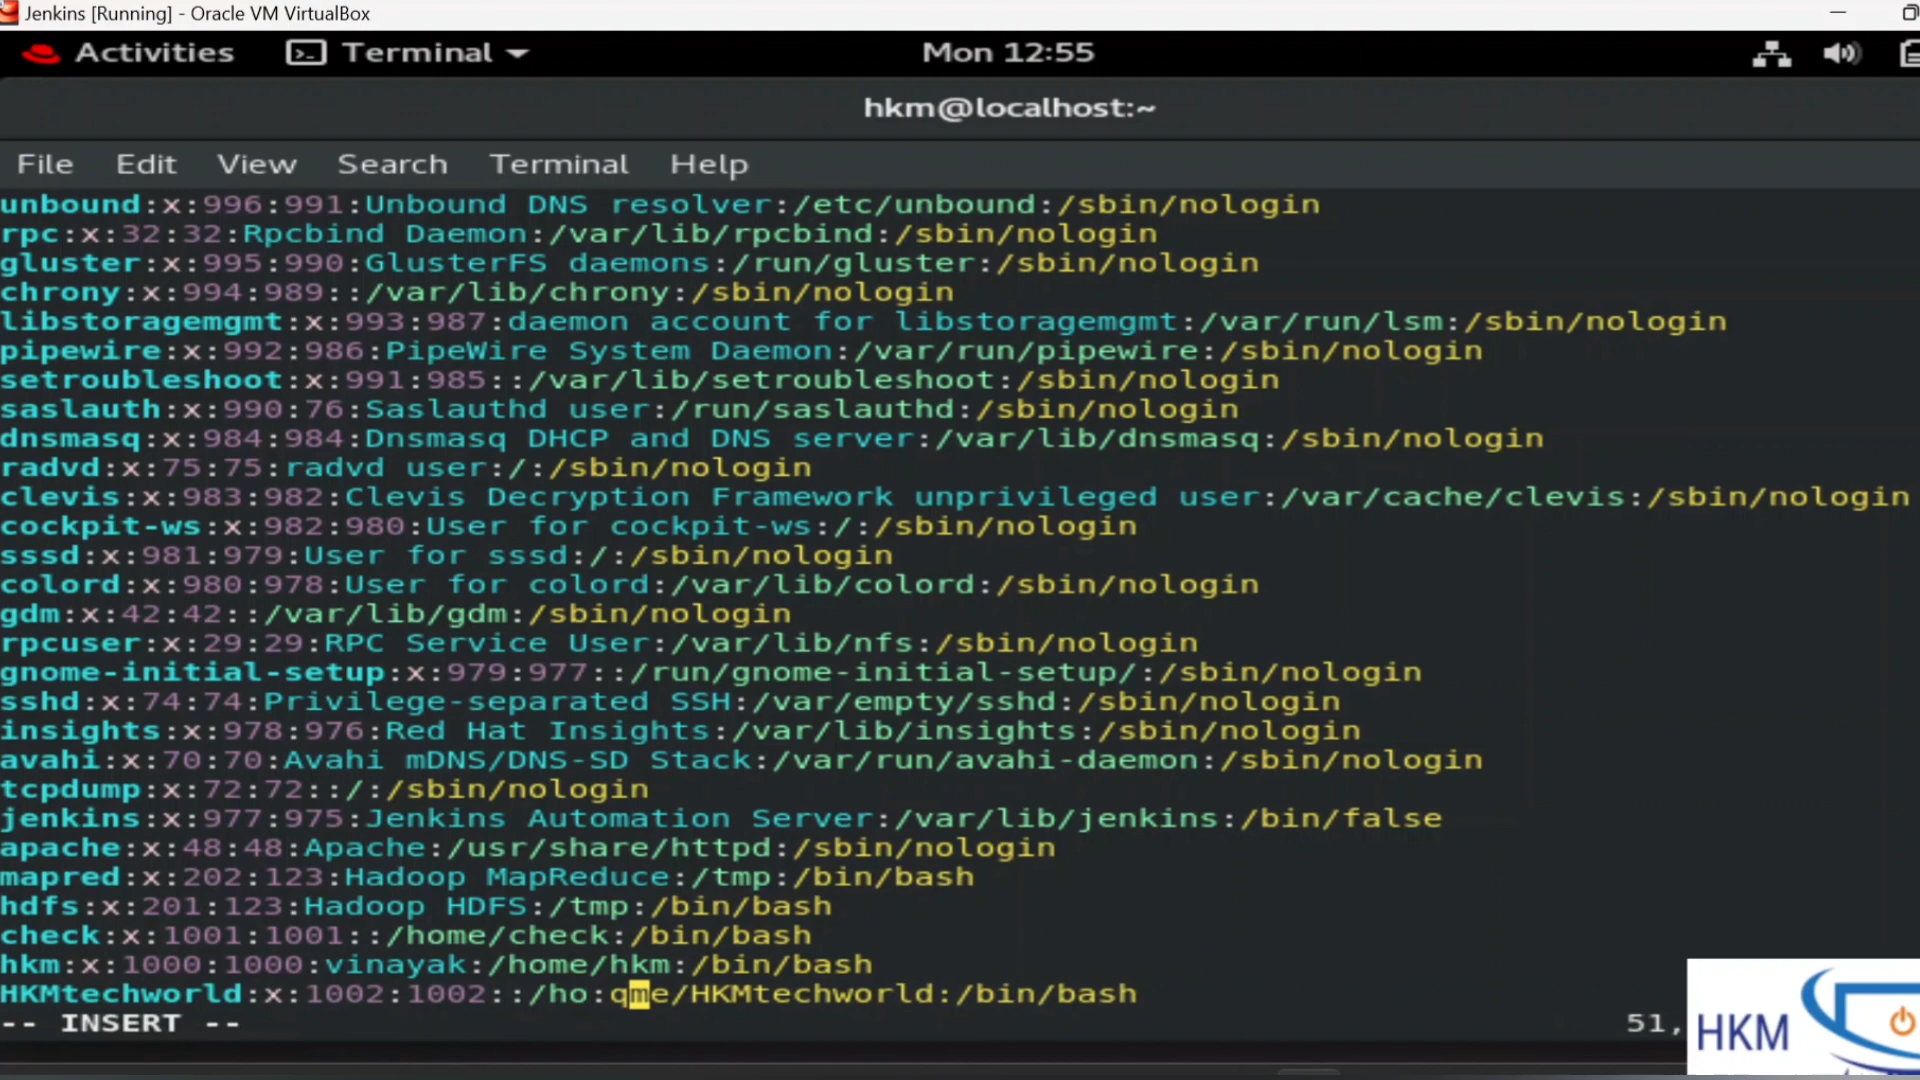 Jenkins [Running] - Oracle VM VirtualBox
Activities Terminal Mon 12:55
hkm@localhost:~
File Edit View Search Terminal Help
unbound:x:996:991:Unbound DNS resolver:/etc/unbound:/sbin/nologin
rpc:x:32:32:Rpcbind Daemon:/var/lib/rpcbind:/sbin/nologin
gluster:x:995:990:GlusterFS daemons:/run/gluster:/sbin/nologin
chrony:x:994:989::/var/lib/chrony:/sbin/nologin
libstoragemgmt:x:993:987:daemon account for libstoragemgmt:/var/run/lsm:/sbin/nologin
pipewire:x:992:986:PipeWire System Daemon:/var/run/pipewire:/sbin/nologin
setroubleshoot:x:991:985::/var/lib/setroubleshoot:/sbin/nologin
saslauth:x:990:76:Saslauthd user:/run/saslauthd:/sbin/nologin
dnsmasq:x:984:984:Dnsmasq DHCP and DNS server:/var/lib/dnsmasq:/sbin/nologin
radvd:x:75:75:radvd user:/:/sbin/nologin
clevis:x:983:982:Clevis Decryption Framework unprivileged user:/var/cache/clevis:/sbin/nologin
cockpit-ws:x:982:980:User for cockpit-ws:/:/sbin/nologin
sssd:x:981:979:User for sssd:/:/sbin/nologin
colord:x:980:978:User for colord:/var/lib/colord:/sbin/nologin
gdm:x:42:42::/var/lib/gdm:/sbin/nologin
rpcuser:x:29:29:RPC Service User:/var/lib/nfs:/sbin/nologin
gnome-initial-setup:x:979:977::/run/gnome-initial-setup/:/sbin/nologin
sshd:x:74:74:Privilege-separated SSH:/var/empty/sshd:/sbin/nologin
insights:x:978:976:Red Hat Insights:/var/lib/insights:/sbin/nologin
avahi:x:70:70:Avahi mDNS/DNS-SD Stack:/var/run/avahi-daemon:/sbin/nologin
tcpdump:x:72:72::/:/sbin/nologin
jenkins:x:977:975:Jenkins Automation Server:/var/lib/jenkins:/bin/false
apache:x:48:48:Apache:/usr/share/httpd:/sbin/nologin
mapred:x:202:123:Hadoop MapReduce:/tmp:/bin/bash
hdfs:x:201:123:Hadoop HDFS:/tmp:/bin/bash
check:x:1001:1001::/home/check:/bin/bash
hkm:x:1000:1000:vinayak:/home/hkm:/bin/bash
HKMtechworld:x:1002:1002::/ho:qme/HKMtechworld:/bin/bash
-- INSERT -- 51,
HKM